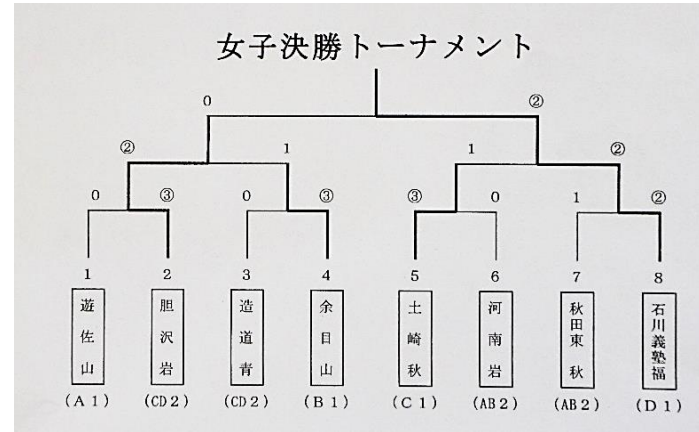 女子決勝トーナメント
0 ②
② 1 1 ②
0 ③ 0 ③ ③ 0 1 ②
1 2 3 4 5 6 7 8
遊佐山 胆沢岩 造道青 余目山 土崎秋 河南岩 秋田東秋 石川義塾福
(A1) (CD2) (CD2) (B1) (C1) (AB2) (AB2) (D1)